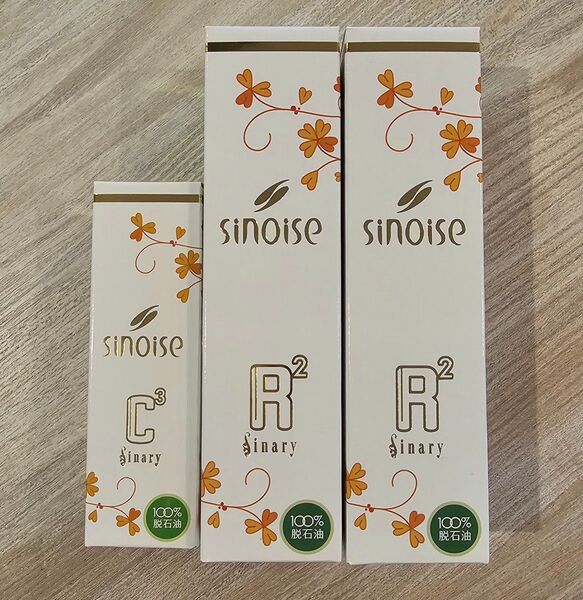 sinoise
C³
Sinary
100%
脱石油
sinoise
R²
Sinary
100%
脱石油
sinoise
R²
Sinary
100%
脱石油